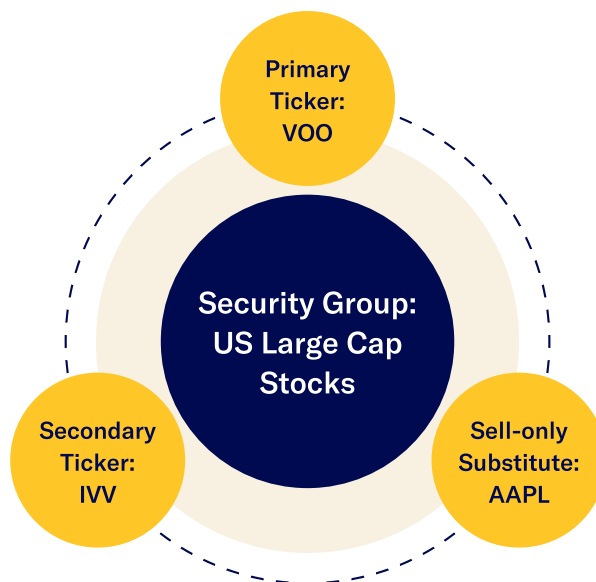 Primary
Ticker:
VOO
Security Group:
US Large Cap
Stocks
Secondary
Ticker:
IVV
Sell-only
Substitute:
AAPL